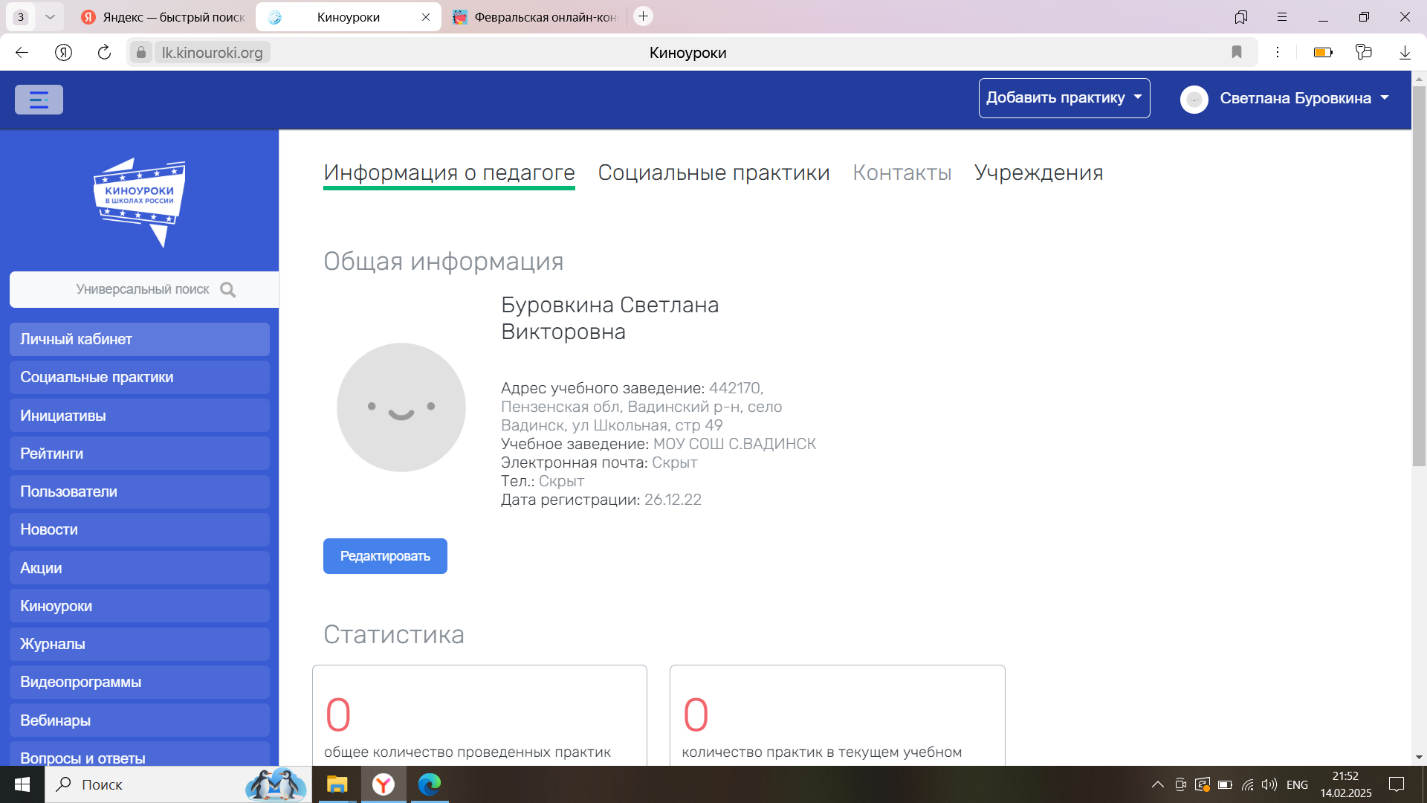 3
Яндекс — быстрый поиск
Киноуроки
Февральская онлайн-кон
lk.kinouroki.org
Киноуроки
Добавить практику
Светлана Буровкина
КИНОУРОКИ
В ШКОЛАХ РОССИИ
Универсальный поиск
Личный кабинет
Социальные практики
Инициативы
Рейтинги
Пользователи
Новости
Акции
Киноуроки
Журналы
Видеопрограммы
Вебинары
Вопросы и ответы
Информация о педагоге
Социальные практики
Контакты
Учреждения
Общая информация
Буровкина Светлана
Викторовна
Адрес учебного заведение: 442170,
Пензенская обл, Вадинский р-н, село
Вадинск, ул Школьная, стр 49
Учебное заведение: МОУ СОШ С.ВАДИНСК
Электронная почта: Скрыт
Тел.: Скрыт
Дата регистрации: 26.12.22
Редактировать
Статистика
0
общее количество проведенных практик
0
количество практик в текущем учебном
Поиск
ENG
21:52
14.02.2025